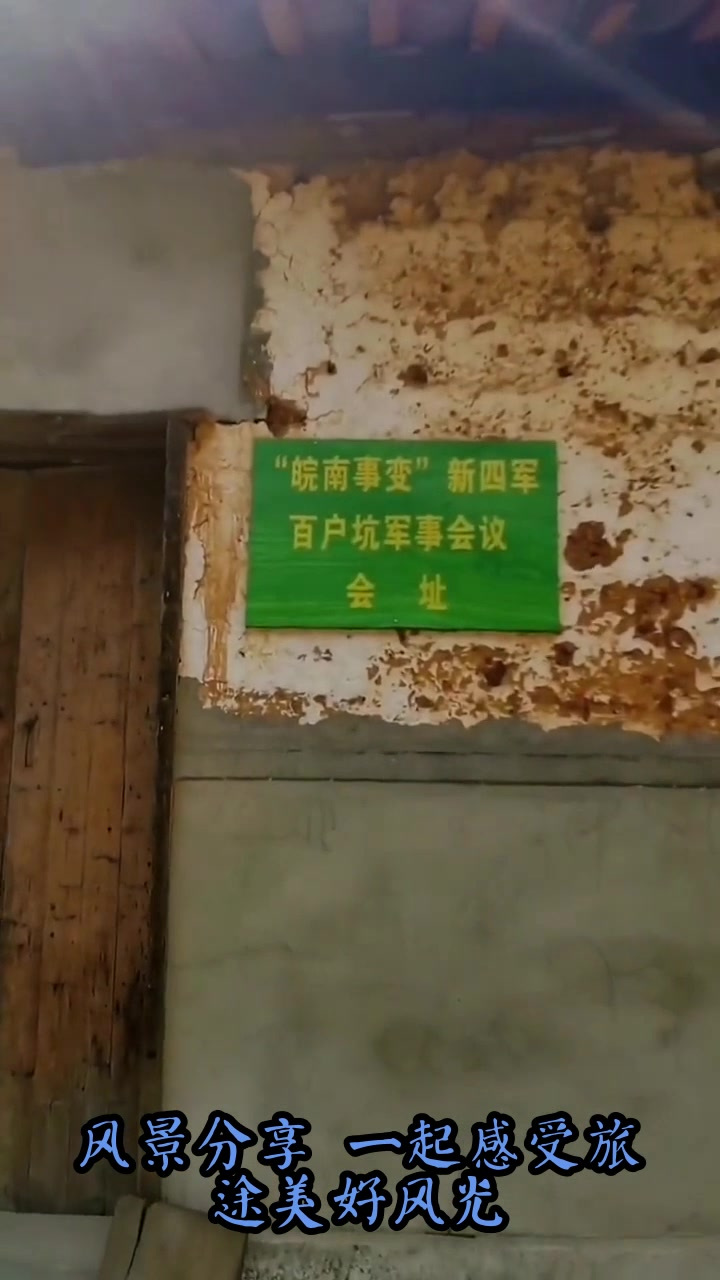 “皖南事变”新四军
百户坑军事会议
会 址
风景分享 一起感受旅
途美好风光